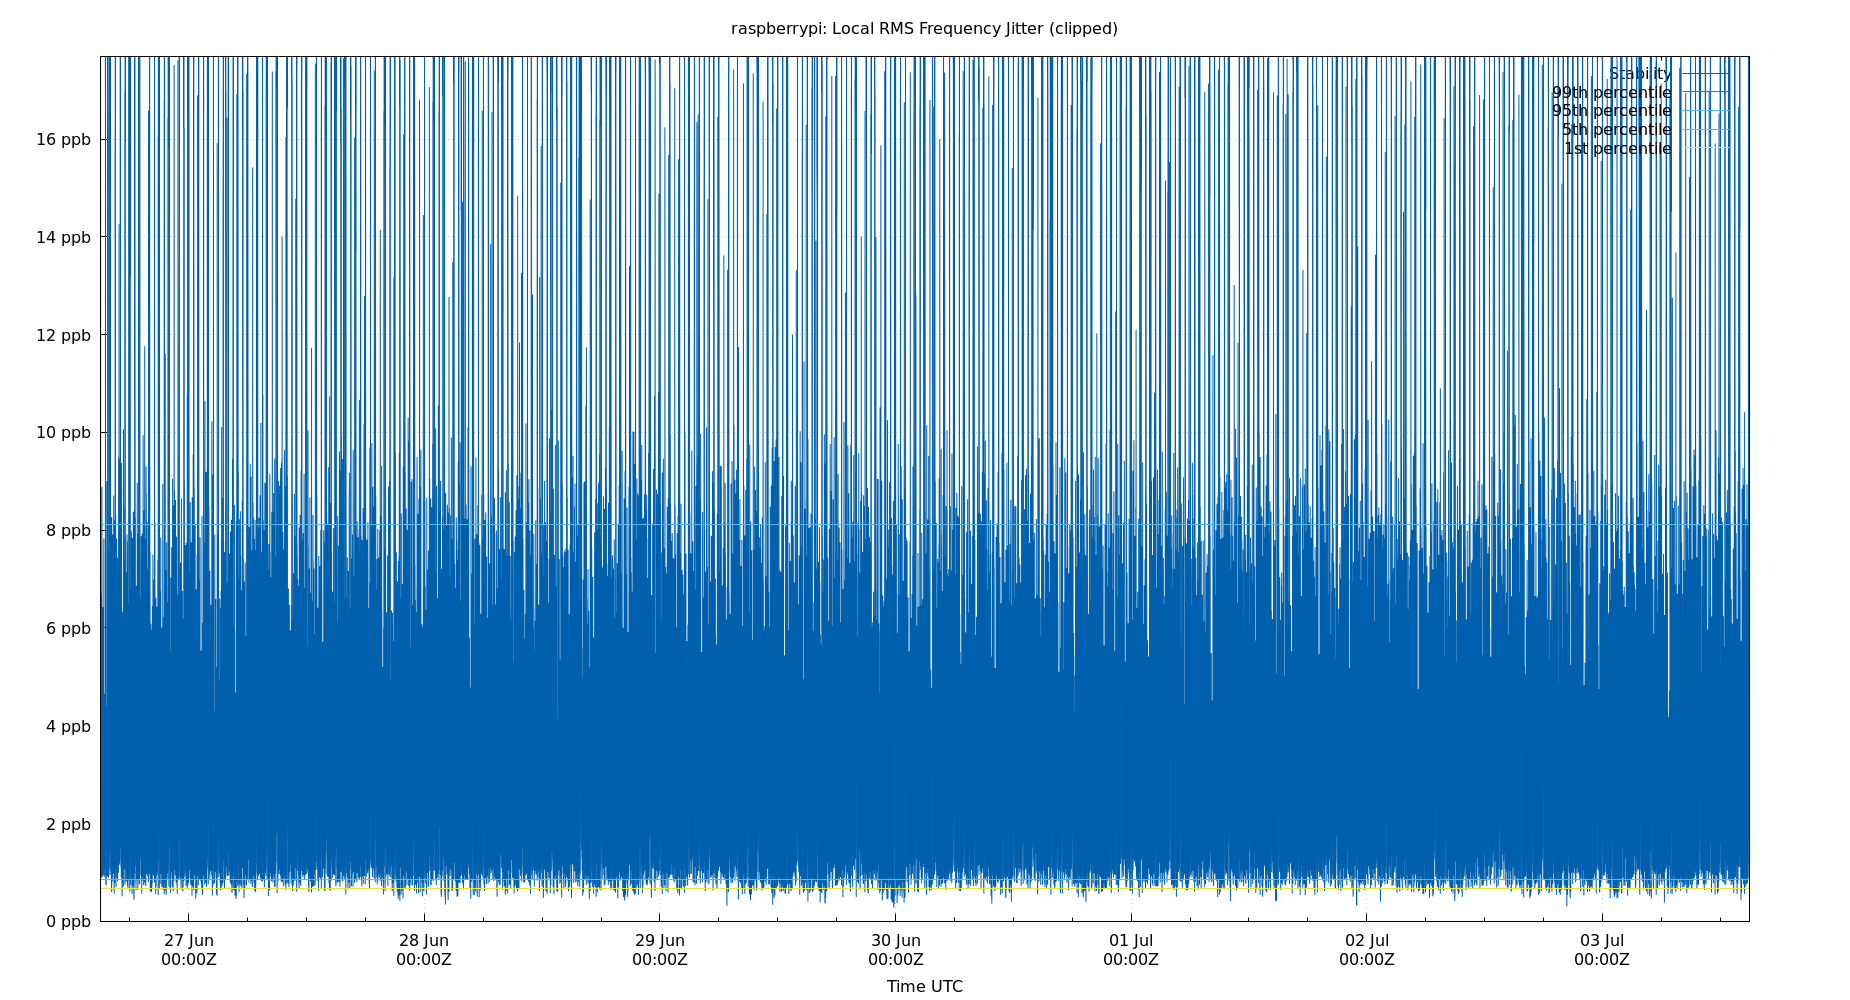 raspberrypi: Local RMS Frequency Jitter (clipped)
Stability
99th percentile
95th percentile
5th percentile
1st percentile
16 ppb
14 ppb
12 ppb
10 ppb
8 ppb
6 ppb
4 ppb
2 ppb
0 ppb
27 Jun 28 Jun 29 Jun 30 Jun 01 Jul 02 Jul 03 Jul
00:00Z 00:00Z 00:00Z 00:00Z 00:00Z 00:00Z 00:00Z
Time UTC